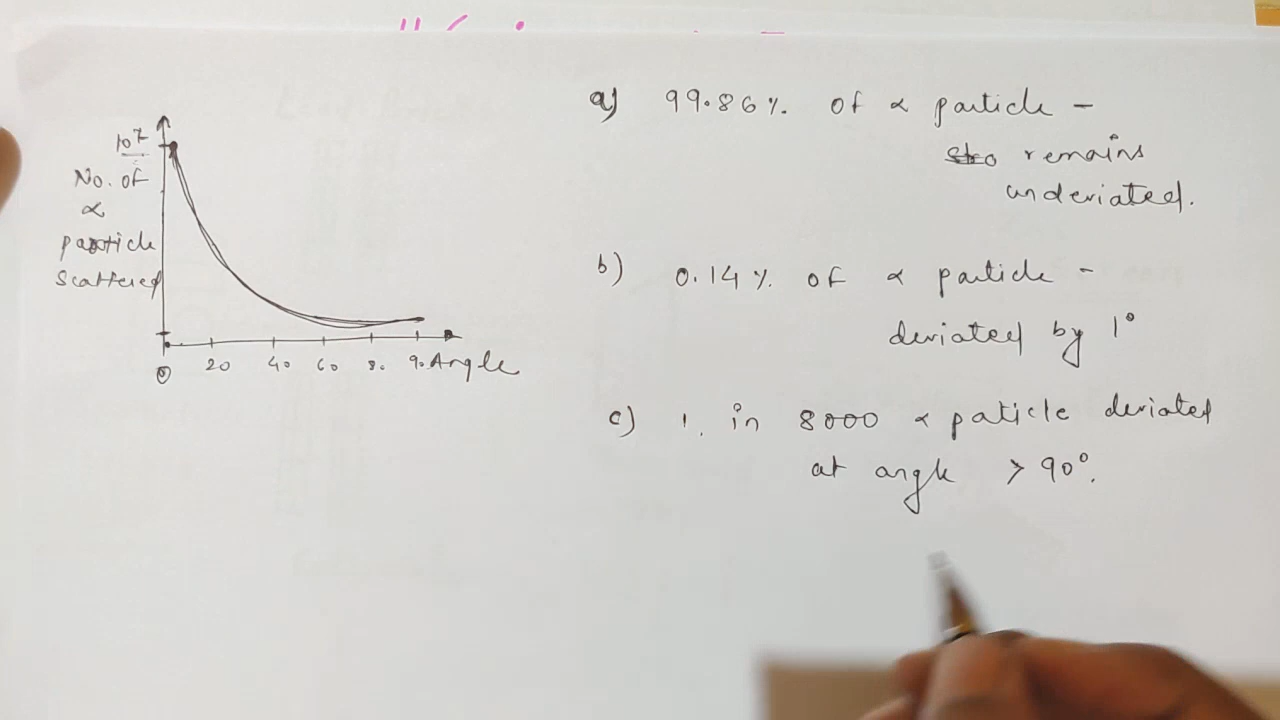 10⁷
No. of
α
particle
scattered
0 20 40 60 80 90 Angle
a) 99.86% of α particle -
remains
undeviated.
b) 0.14% of α particle -
deviated by 1°
c) 1 in 8000 α paticle deviated
at angle > 90°.